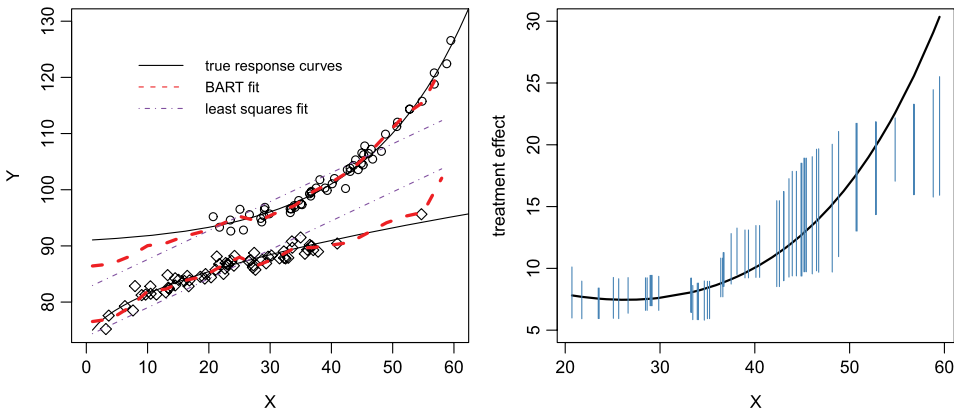 130
120
110
100
90
80
Y
true response curves
BART fit
least squares fit
0 10 20 30 40 50 60
X
30
25
20
15
10
5
treatment effect
20 30 40 50 60
X